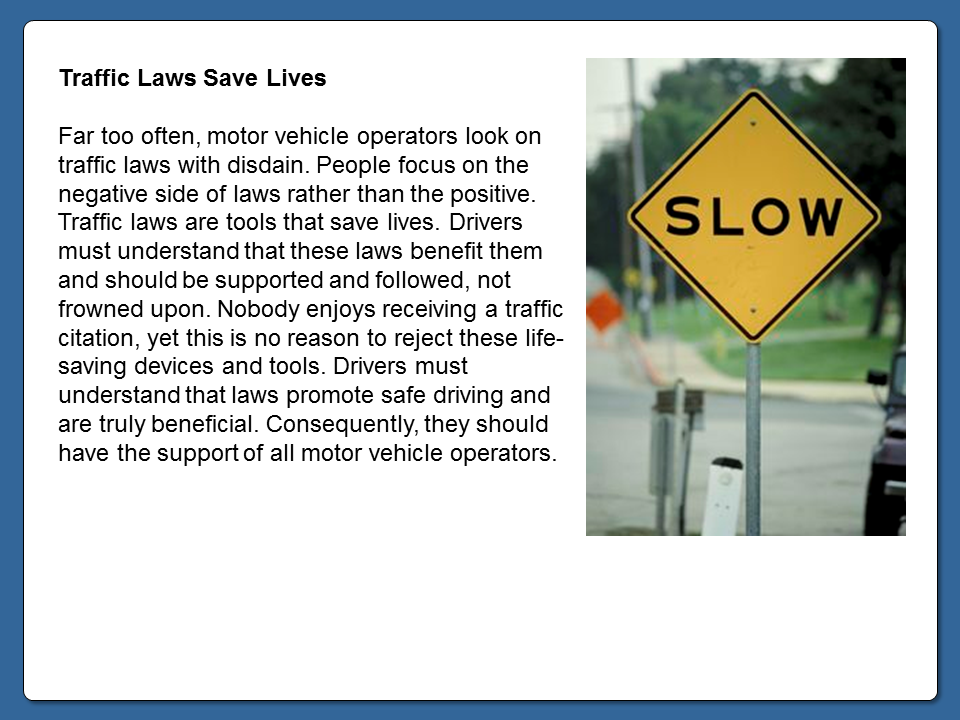 Traffic Laws Save Lives
Far too often, motor vehicle operators look on
traffic laws with disdain. People focus on the
negative side of laws rather than the positive.
Traffic laws are tools that save lives. Drivers
must understand that these laws benefit them
and should be supported and followed, not
frowned upon. Nobody enjoys receiving a traffic
citation, yet this is no reason to reject these life-
saving devices and tools. Drivers must
understand that laws promote safe driving and
are truly beneficial. Consequently, they should
have the support of all motor vehicle operators.
SLOW